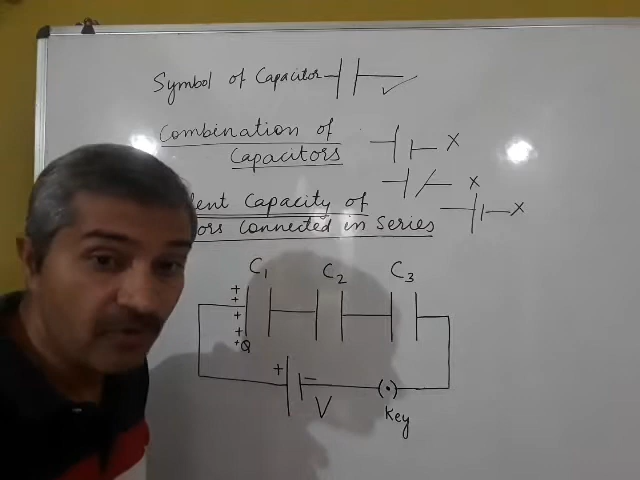 Symbol of Capacitor ✓
Combination of X
Capacitors
lent Capacity of X
ors Connected in Series X
C1 C2 C3
+
+
+
+
+Q
+ −
V
Key